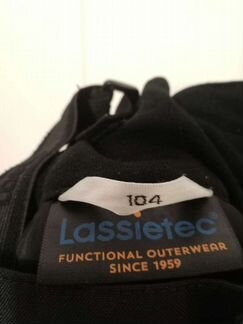 104
Lassietec®
FUNCTIONAL OUTERWEAR
SINCE 1959